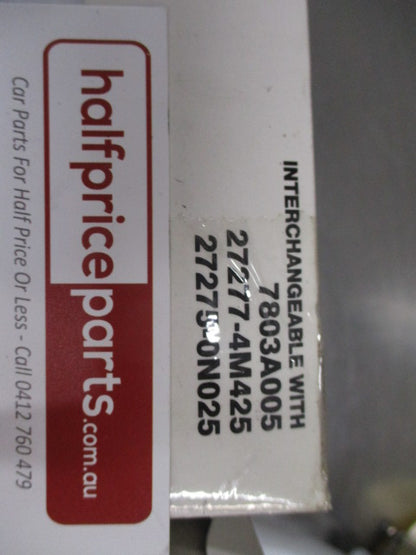 INTERCHANGEABLE WITH
7803A005
27277-4M425
27275-0N025
halfpriceparts.com.au
Car Parts For Half Price Or Less - Call 0412 760 479